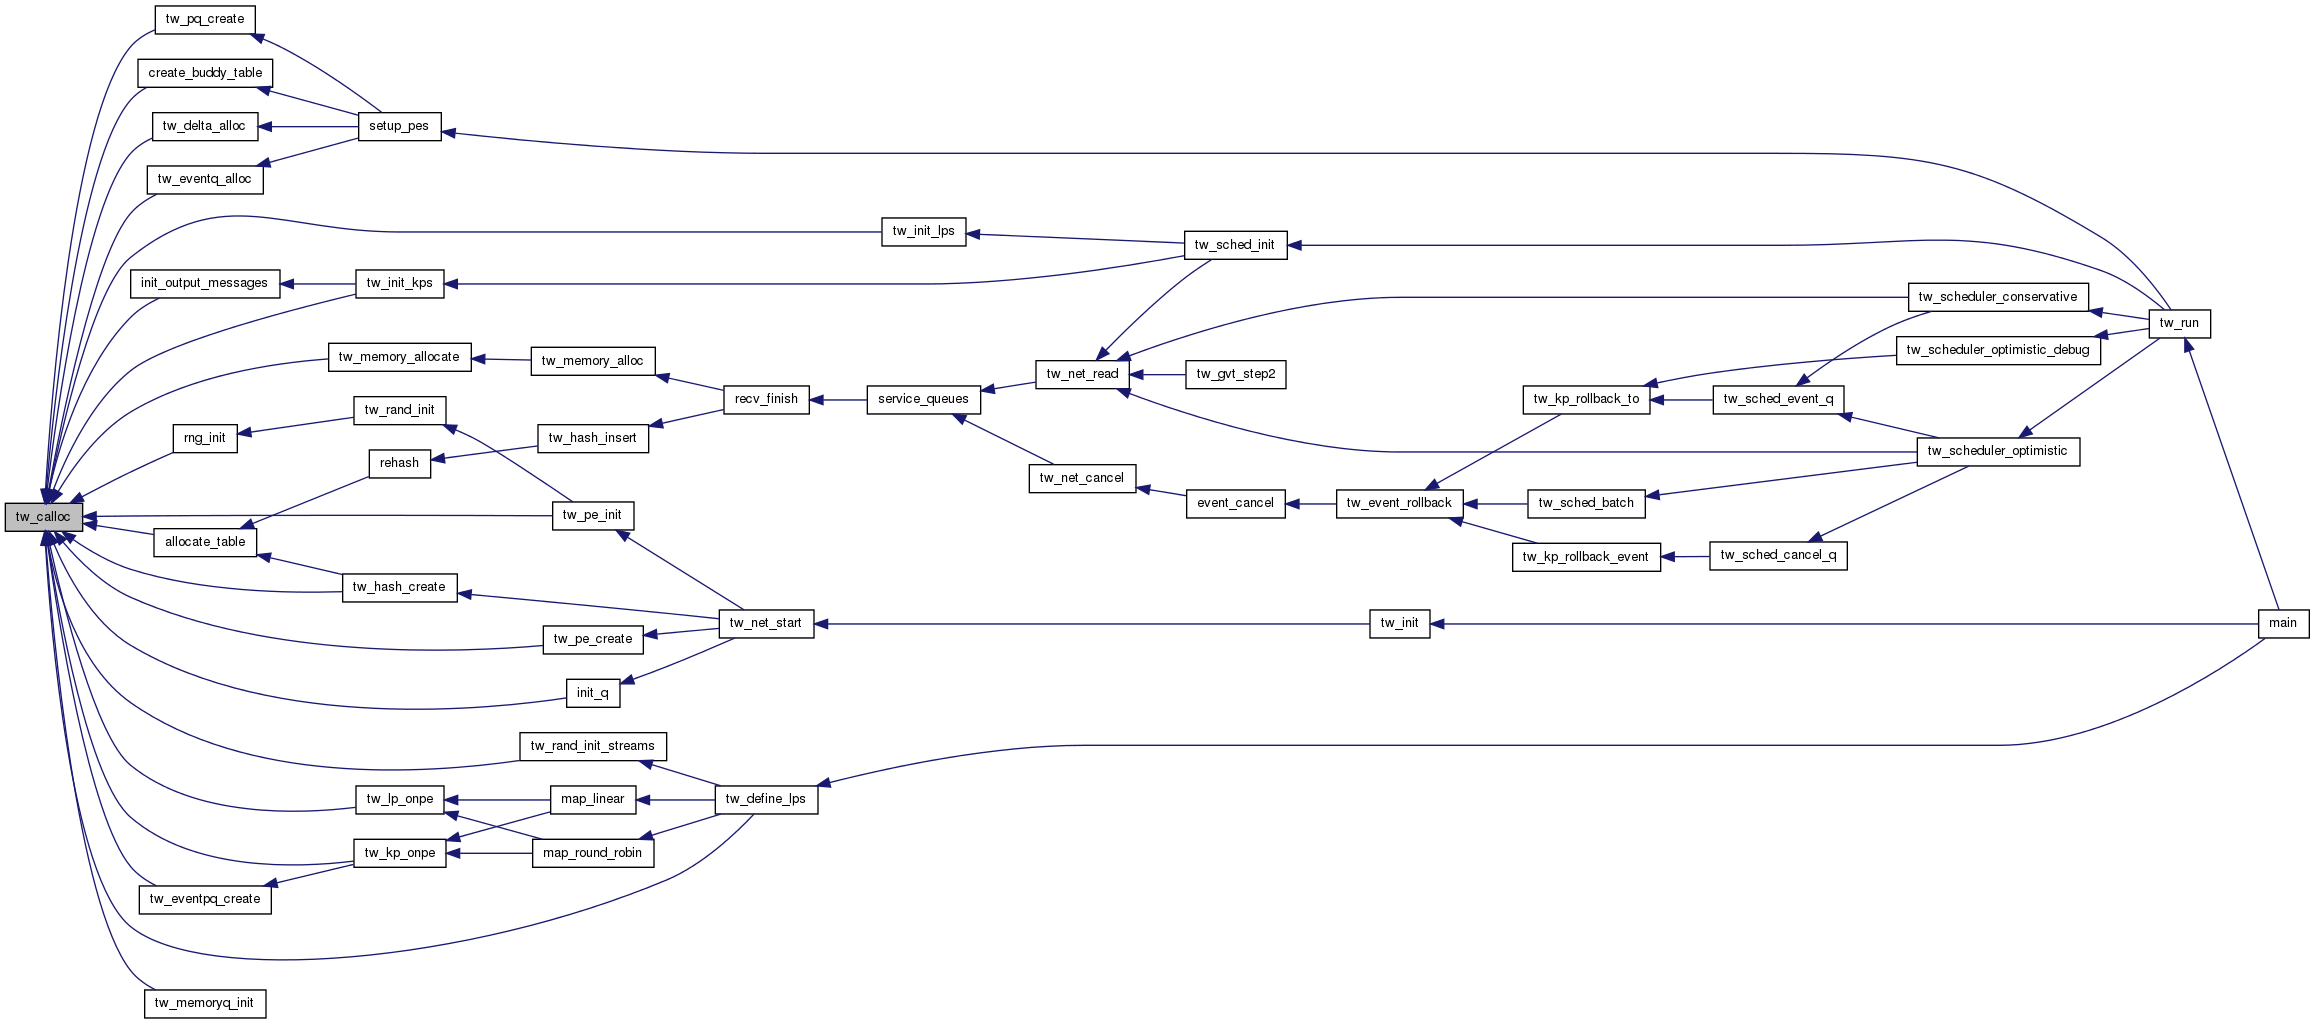 tw_pq_create
create_buddy_table
tw_delta_alloc
setup_pes
tw_eventq_alloc
tw_init_lps
tw_sched_init
init_output_messages
tw_init_kps
tw_scheduler_conservative
tw_run
tw_memory_allocate
tw_memory_alloc
tw_scheduler_optimistic_debug
tw_net_read
tw_gvt_step2
recv_finish
service_queues
tw_kp_rollback_to
tw_sched_event_q
tw_rand_init
rng_init
tw_hash_insert
tw_scheduler_optimistic
rehash
tw_net_cancel
event_cancel
tw_event_rollback
tw_sched_batch
tw_calloc
tw_pe_init
allocate_table
tw_kp_rollback_event
tw_sched_cancel_q
tw_hash_create
tw_net_start
tw_init
main
tw_pe_create
init_q
tw_rand_init_streams
tw_lp_onpe
map_linear
tw_define_lps
tw_kp_onpe
map_round_robin
tw_eventpq_create
tw_memoryq_init